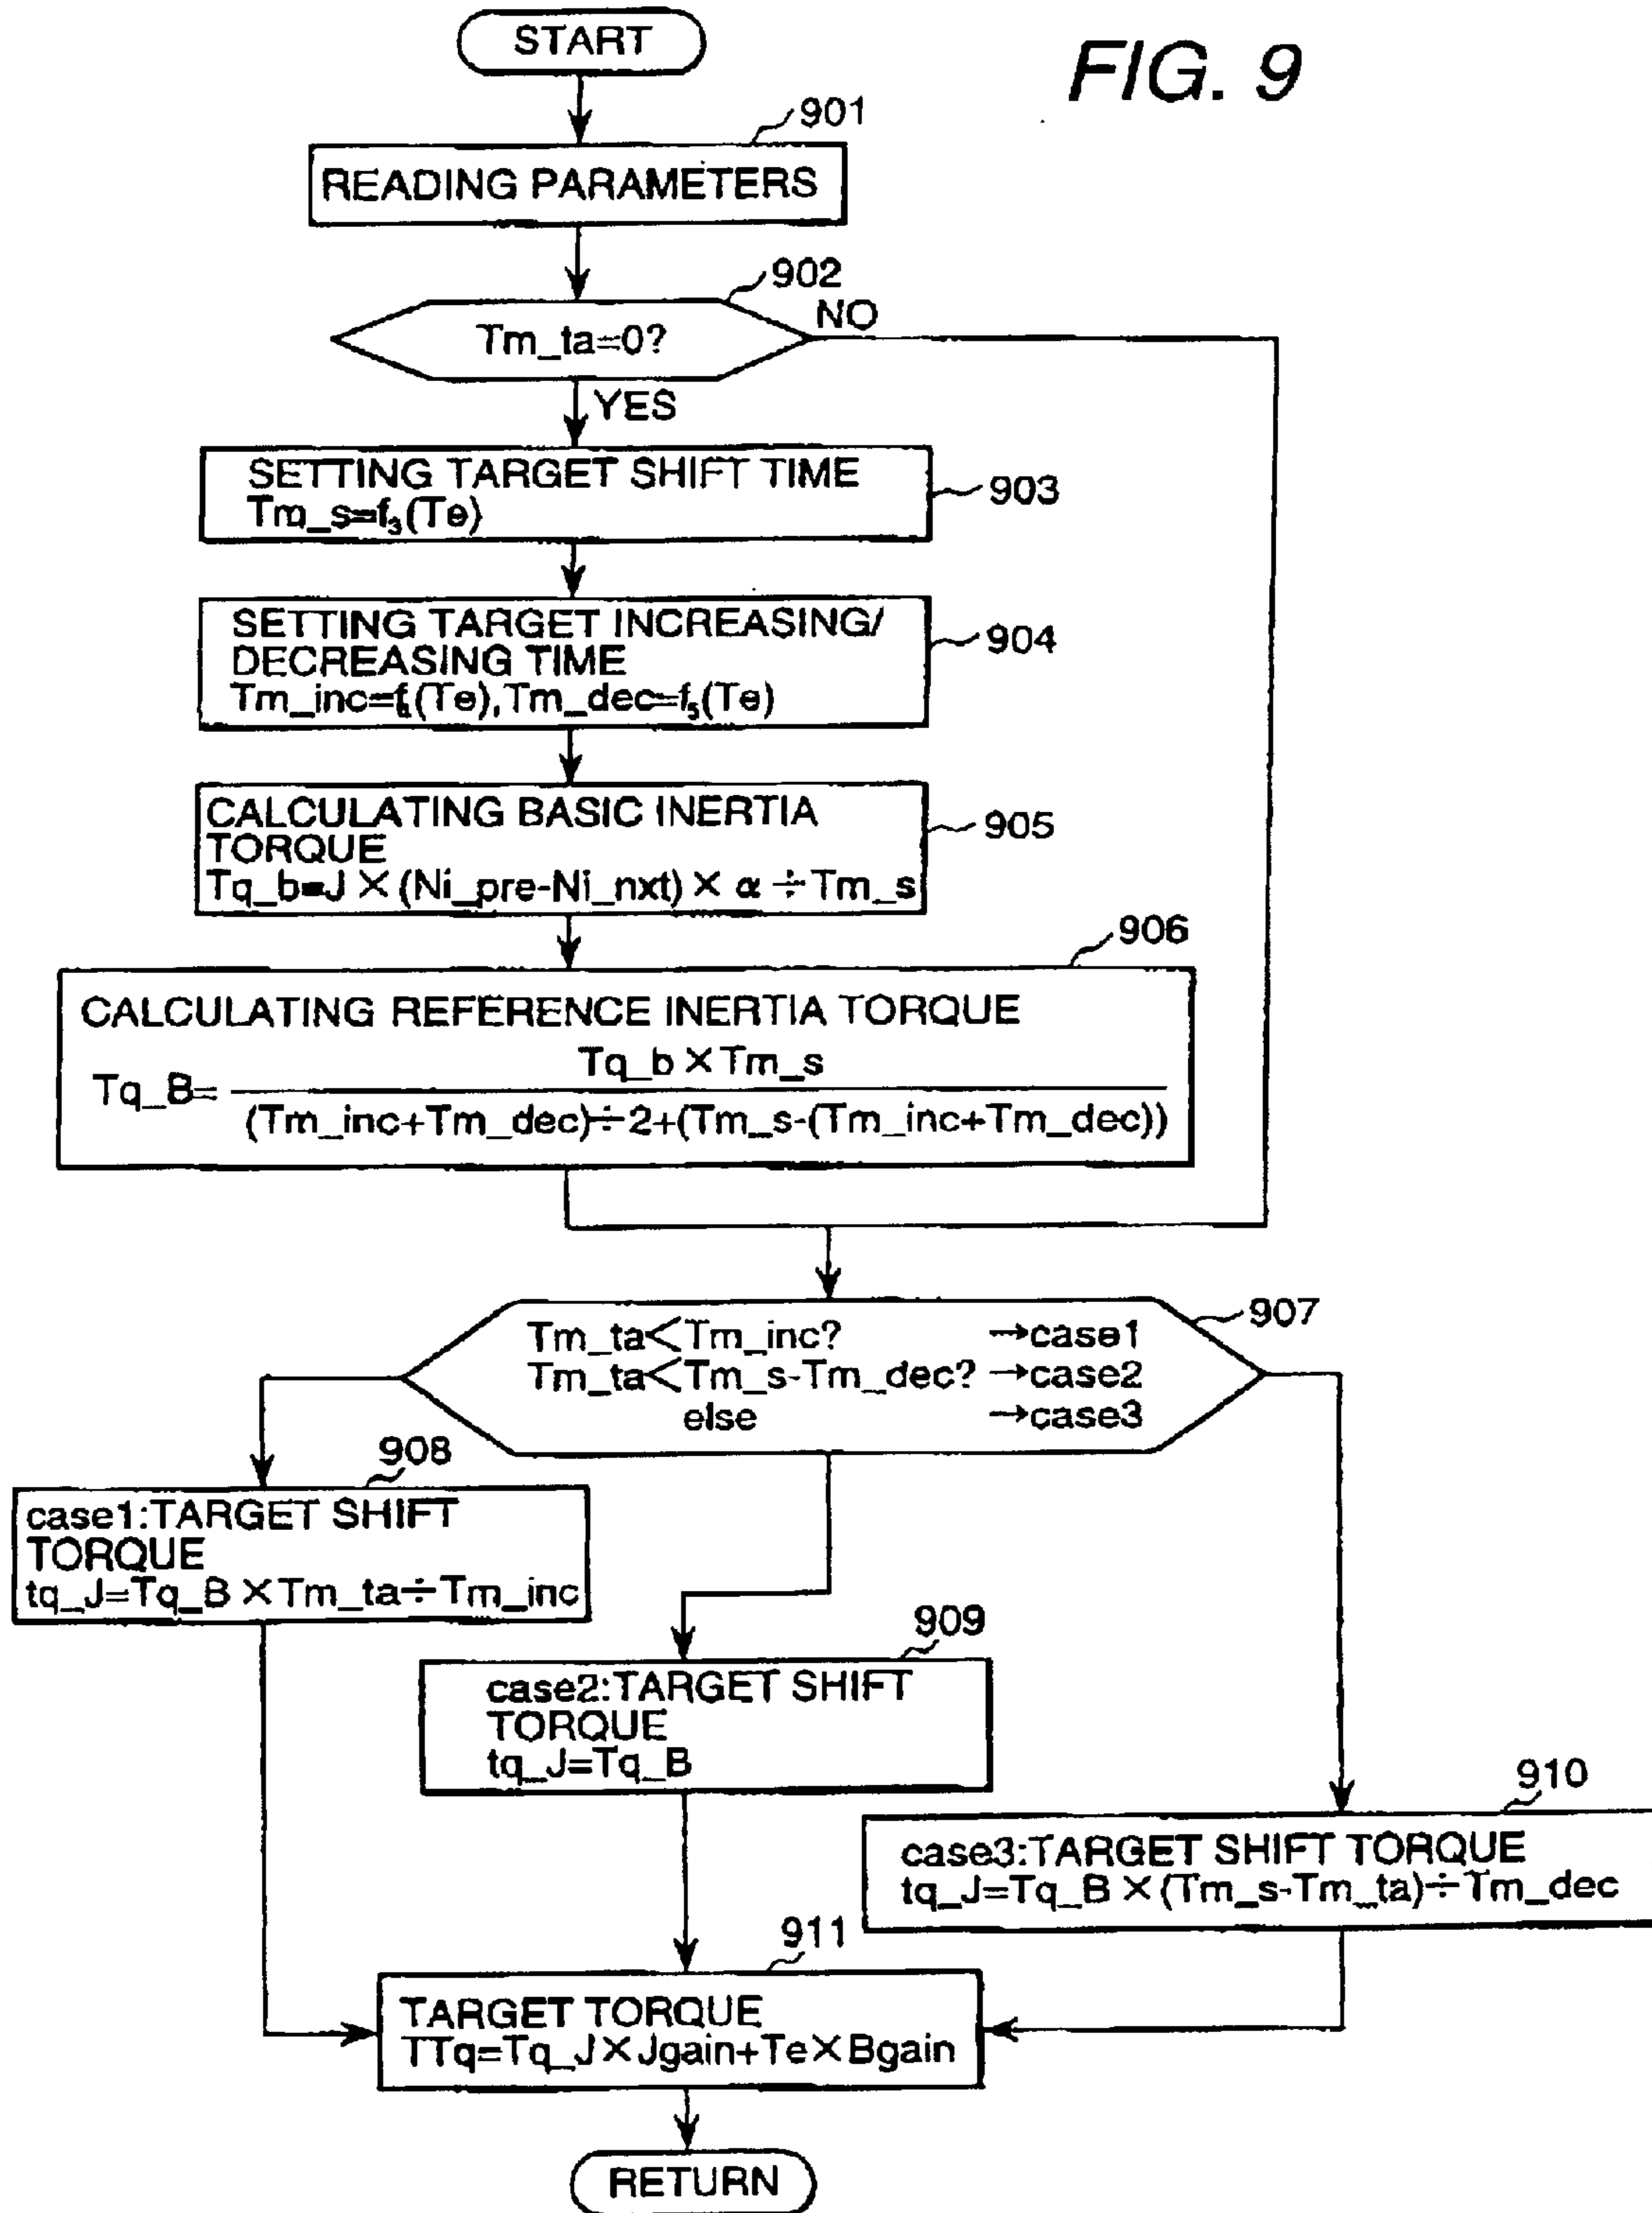 FIG. 9
START
901
READING PARAMETERS
902
Tm_ta=0?
NO
YES
SETTING TARGET SHIFT TIME
Tm_s=f₃(Te)
903
SETTING TARGET INCREASING/
DECREASING TIME
Tm_inc=f₄(Te),Tm_dec=f₅(Te)
904
CALCULATING BASIC INERTIA
TORQUE
Tq_b=J×(Ni_pre-Ni_nxt)×α÷Tm_s
905
906
CALCULATING REFERENCE INERTIA TORQUE
Tq_b×Tm_s
Tq_B=
(Tm_inc+Tm_dec)÷2+(Tm_s-(Tm_inc+Tm_dec))
907
Tm_ta<Tm_inc? →case1
Tm_ta<Tm_s-Tm_dec? →case2
else →case3
908
case1:TARGET SHIFT
TORQUE
tq_J=Tq_B×Tm_ta÷Tm_inc
909
case2:TARGET SHIFT
TORQUE
tq_J=Tq_B
910
case3:TARGET SHIFT TORQUE
tq_J=Tq_B×(Tm_s-Tm_ta)÷Tm_dec
911
TARGET TORQUE
TTq=Tq_J×Jgain+Te×Bgain
RETURN